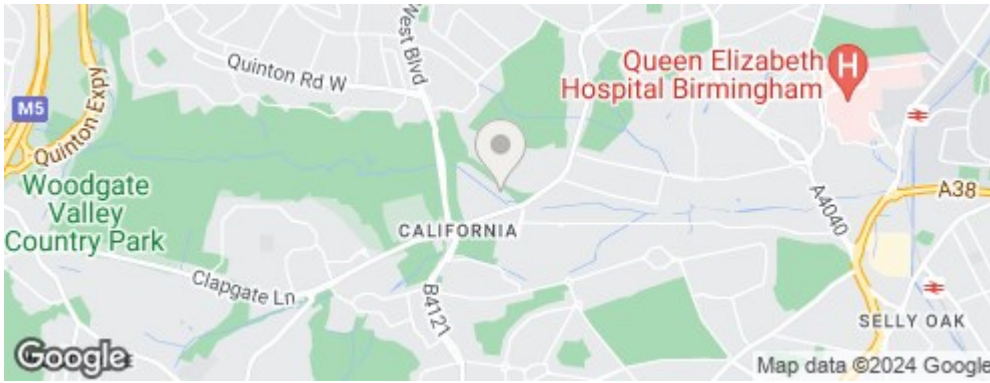 West Blvd
Quinton Rd W
Queen Elizabeth
Hospital Birmingham
H
M5
Quinton Expy
Woodgate
Valley
Country Park
A38
A4040
CALIFORNIA
Clapgate Ln
B4121
SELLY OAK
Google
Map data ©2024 Google